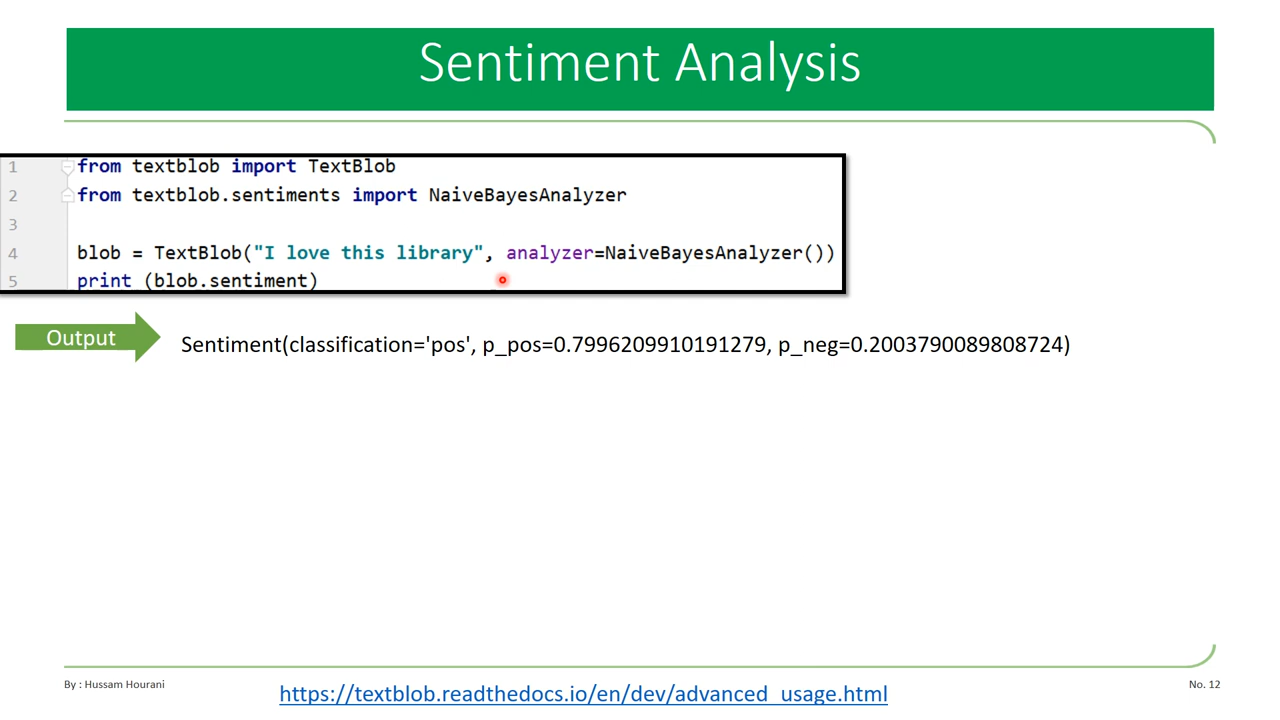 Sentiment Analysis
1 from textblob import TextBlob
2 from textblob.sentiments import NaiveBayesAnalyzer
3
4 blob = TextBlob("I love this library", analyzer=NaiveBayesAnalyzer())
5 print (blob.sentiment)
Output
Sentiment(classification='pos', p_pos=0.7996209910191279, p_neg=0.2003790089808724)
By : Hussam Hourani
https://textblob.readthedocs.io/en/dev/advanced_usage.html
No. 12